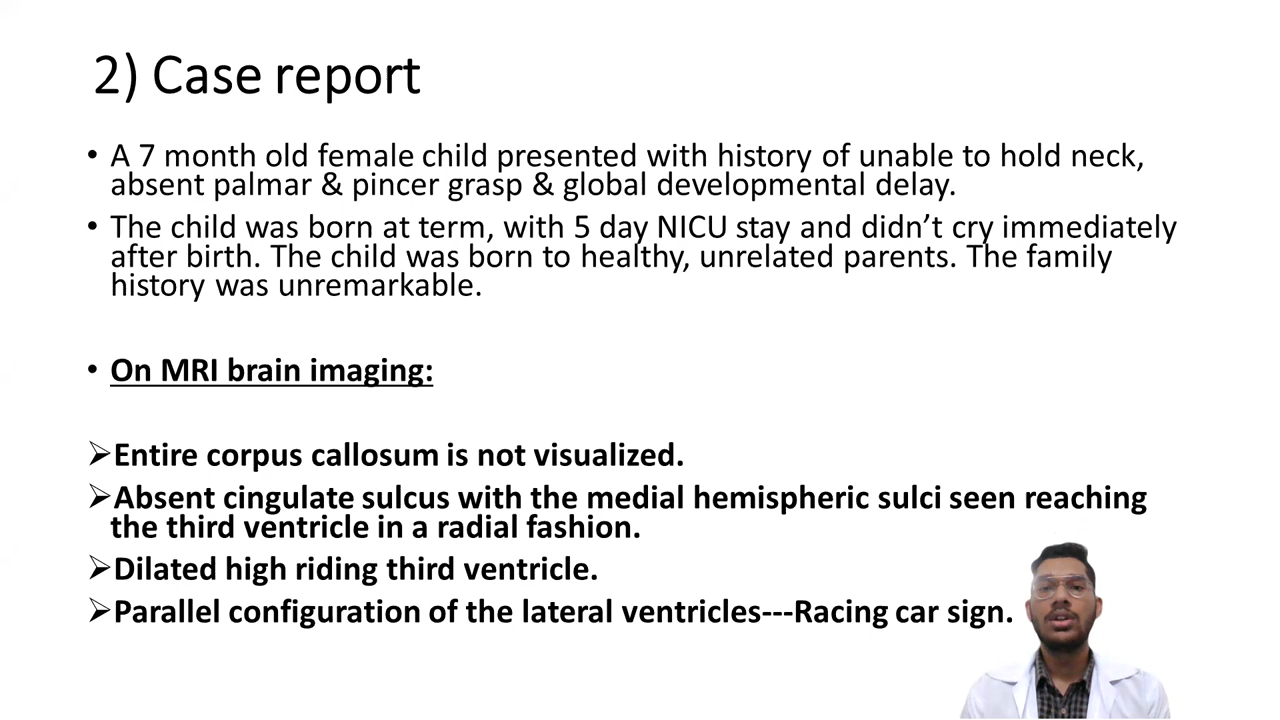 2) Case report
• A 7 month old female child presented with history of unable to hold neck,
absent palmar & pincer grasp & global developmental delay.
• The child was born at term, with 5 day NICU stay and didn’t cry immediately
after birth. The child was born to healthy, unrelated parents. The family
history was unremarkable.
• On MRI brain imaging:
➢Entire corpus callosum is not visualized.
➢Absent cingulate sulcus with the medial hemispheric sulci seen reaching
the third ventricle in a radial fashion.
➢Dilated high riding third ventricle.
➢Parallel configuration of the lateral ventricles---Racing car sign.